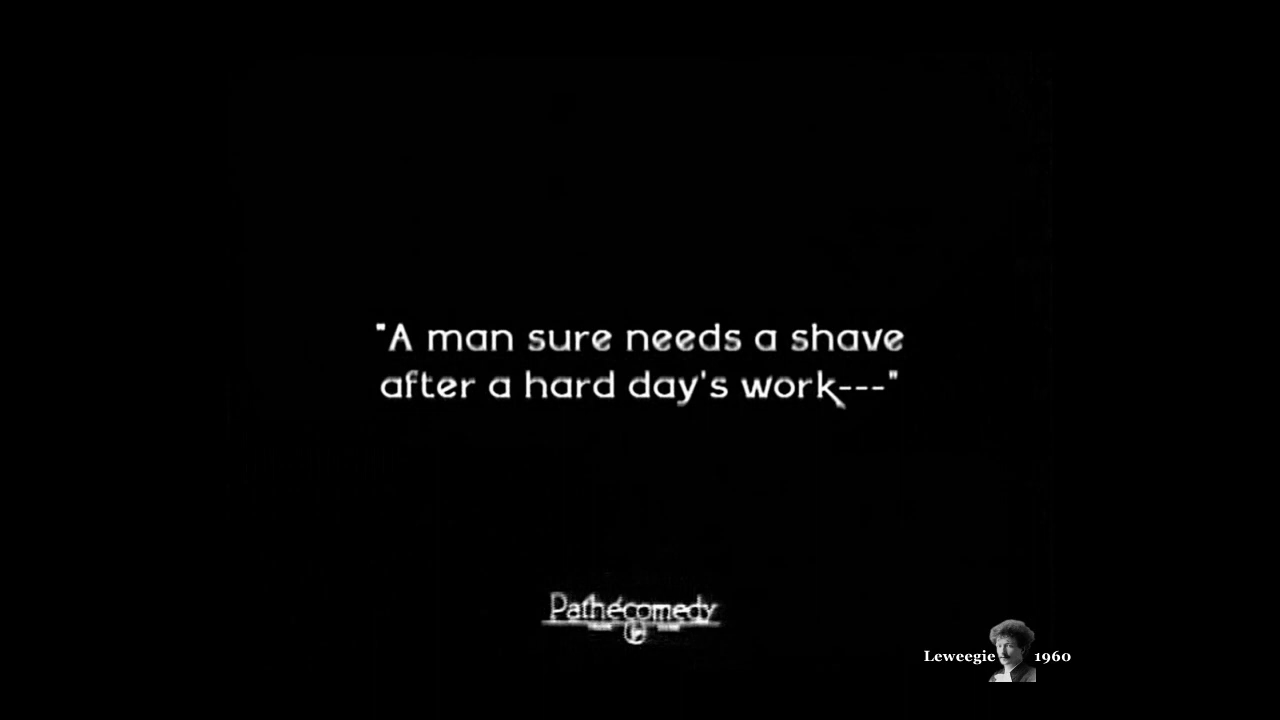 "A man sure needs a shave
after a hard day's work---"
Pathécomedy
Leweegie 1960